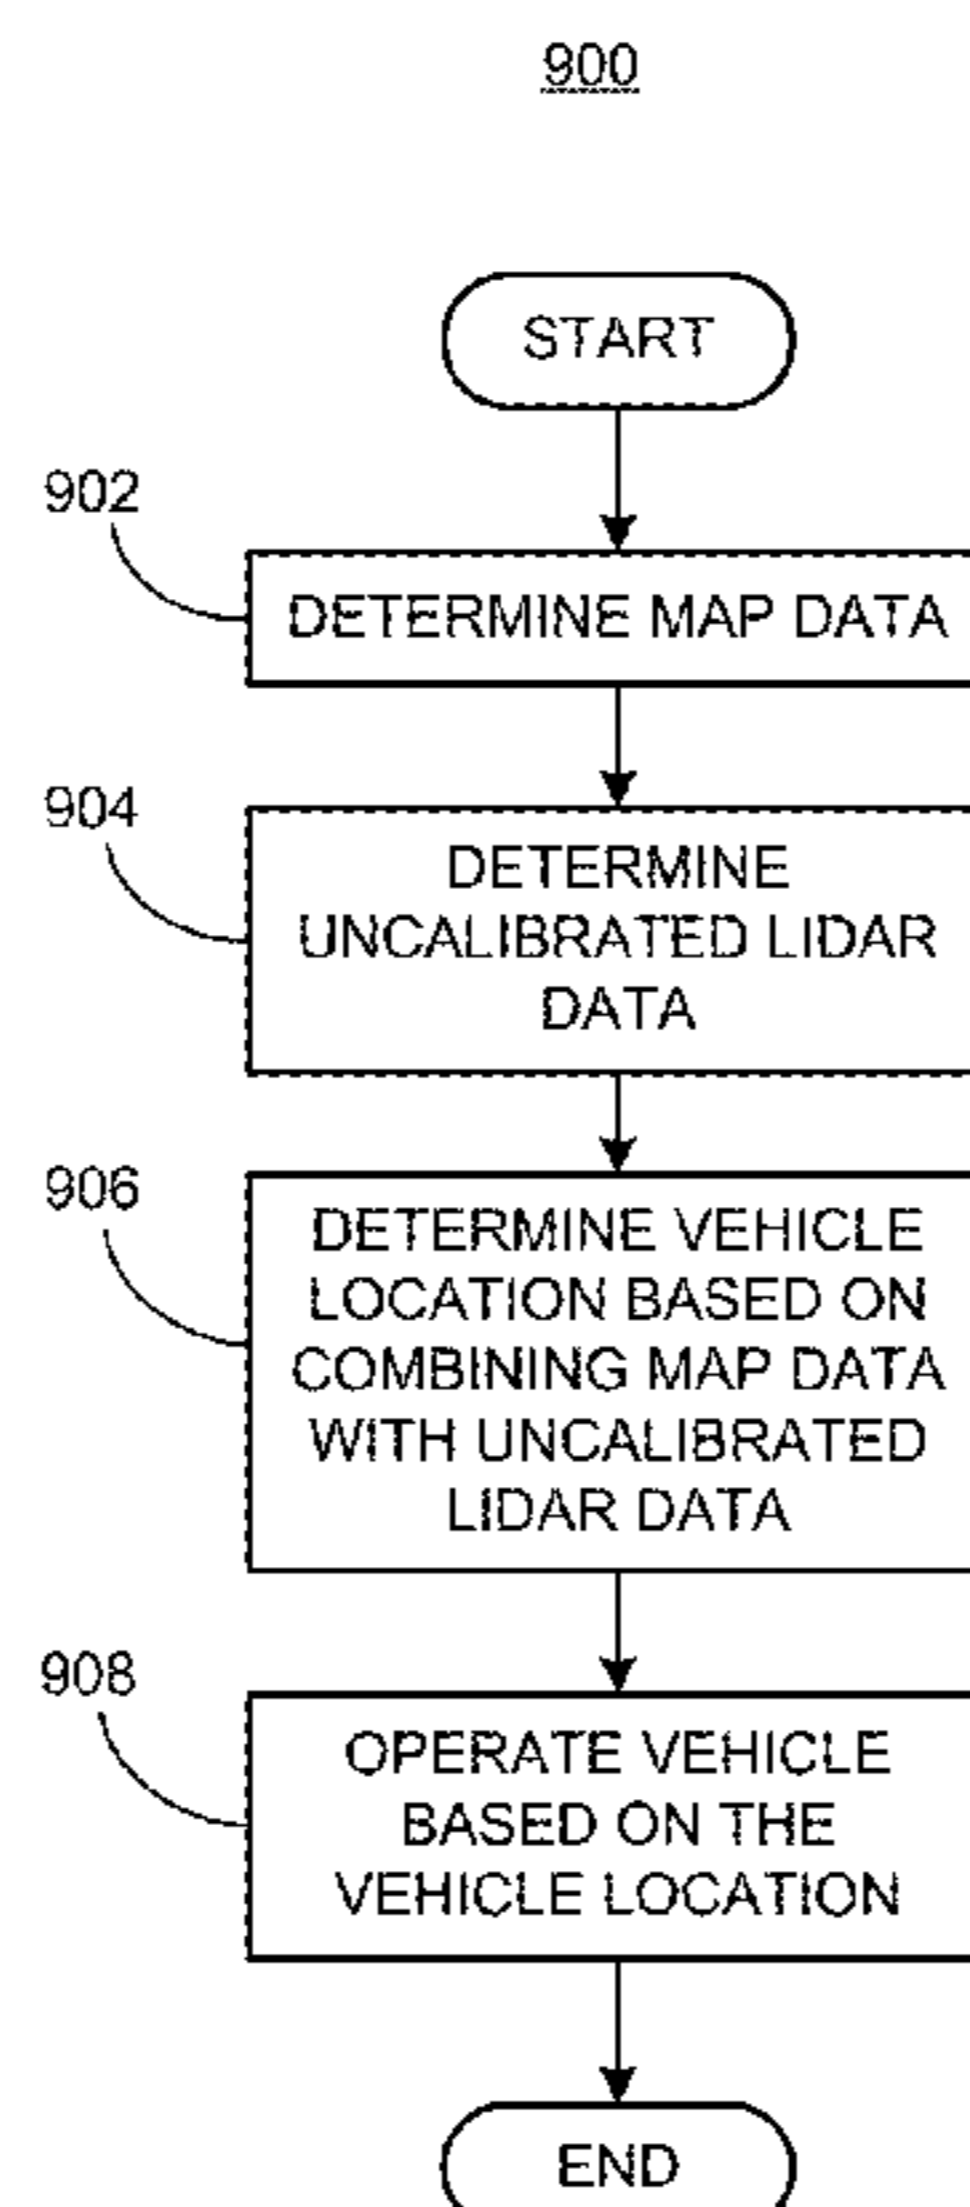 900
START
902
DETERMINE MAP DATA
904
DETERMINE
UNCALIBRATED LIDAR
DATA
906
DETERMINE VEHICLE
LOCATION BASED ON
COMBINING MAP DATA
WITH UNCALIBRATED
LIDAR DATA
908
OPERATE VEHICLE
BASED ON THE
VEHICLE LOCATION
END